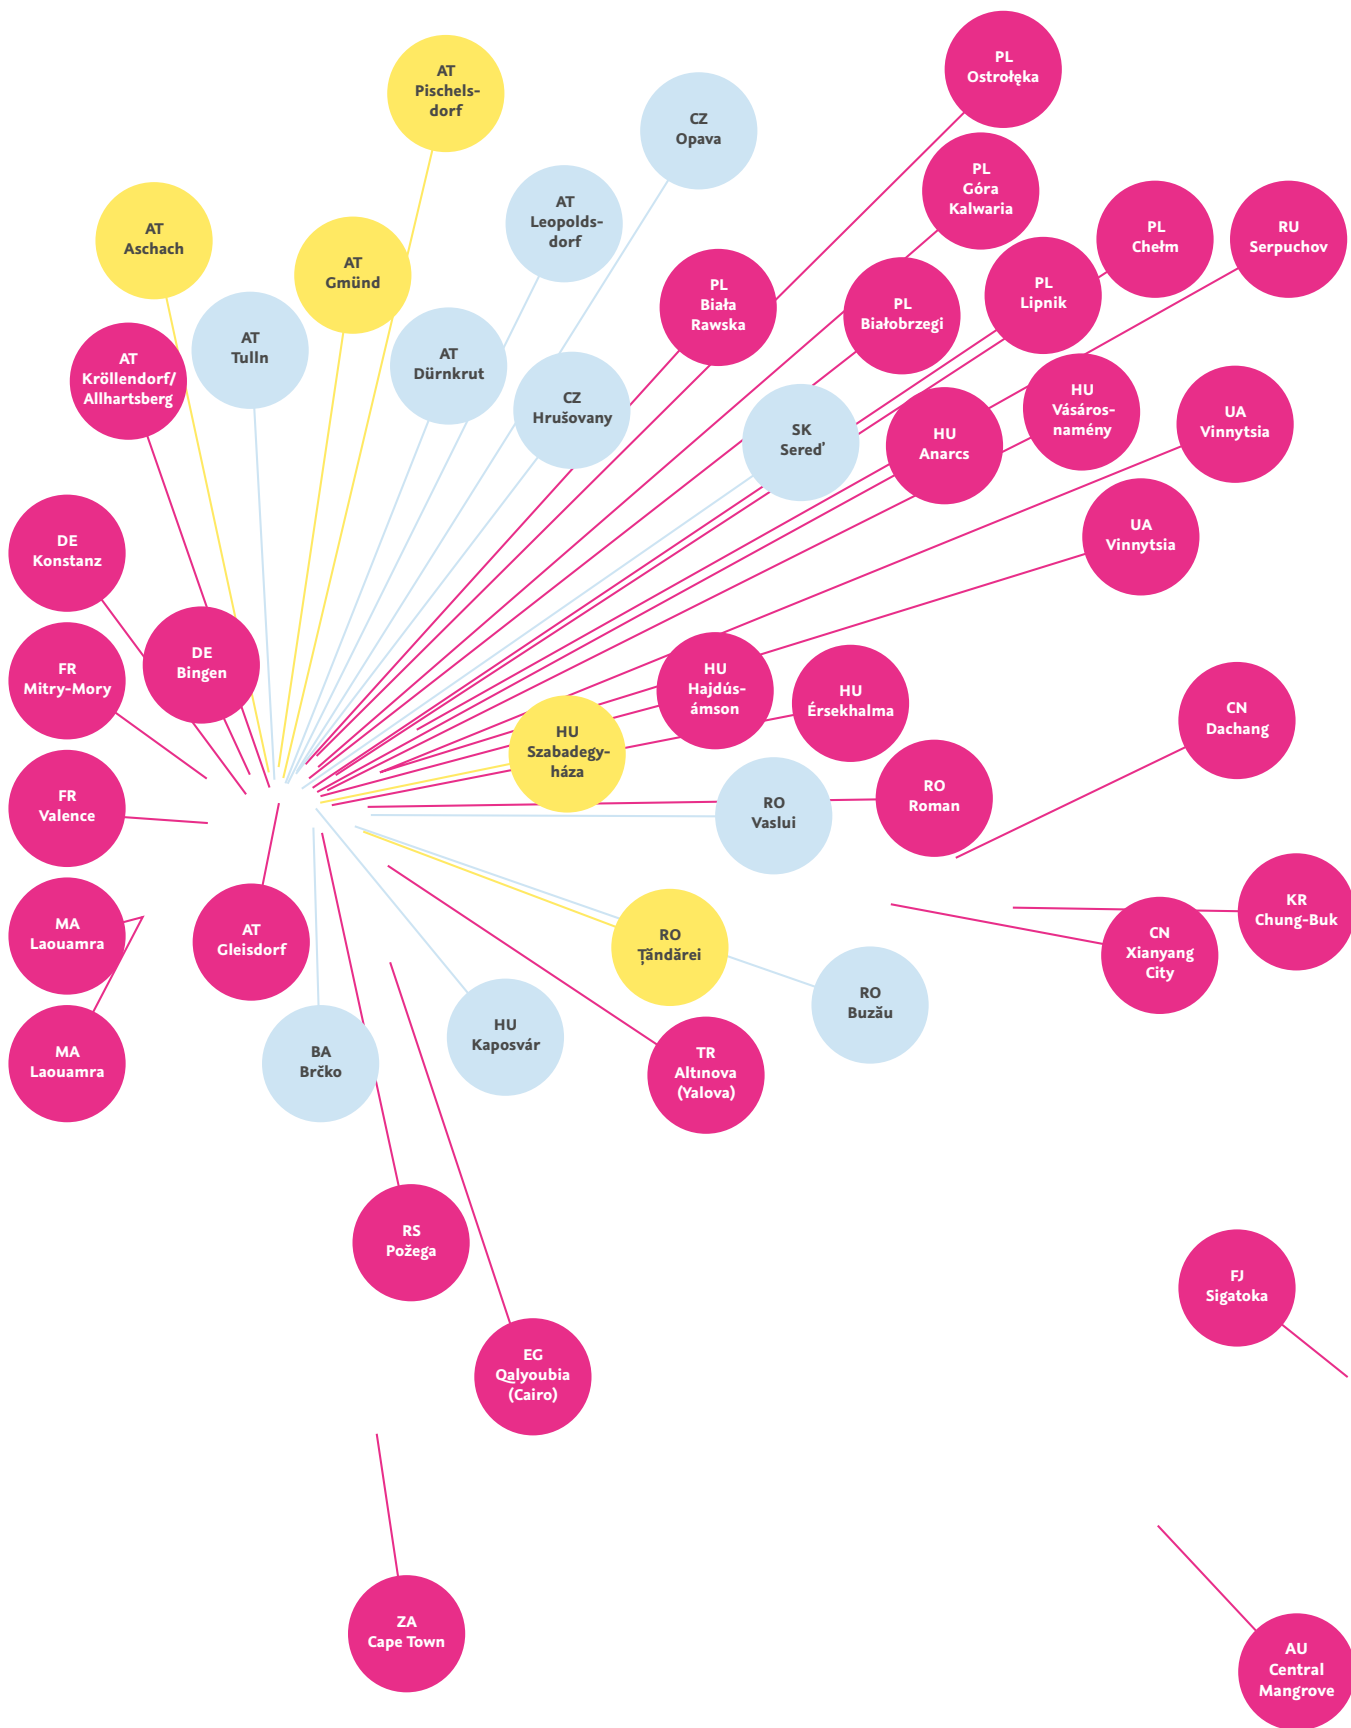 PL
Ostrołęka
AT
Pischels-
dorf
CZ
Opava
PL
Góra
Kalwaria
AT
Leopolds-
dorf
AT
Aschach
PL
Chełm
RU
Serpuchov
AT
Gmünd
PL
Biała
Rawska
PL
Białobrzegi
PL
Lipnik
AT
Tulln
AT
Dürnkrut
AT
Kröllendorf/
Allhartsberg
CZ
Hrušovany
SK
Sereď
HU
Anarcs
HU
Vásáros-
namény
UA
Vinnytsia
DE
Konstanz
UA
Vinnytsia
FR
Mitry-Mory
DE
Bingen
HU
Hajdús-
ámson
HU
Érsekhalma
HU
Szabadegy-
háza
CN
Dachang
FR
Valence
RO
Vaslui
RO
Roman
MA
Laouamra
AT
Gleisdorf
RO
Țăndărei
RO
Buzău
CN
Xianyang
City
KR
Chung-Buk
MA
Laouamra
BA
Brčko
HU
Kaposvár
TR
Altınova
(Yalova)
RS
Požega
FJ
Sigatoka
EG
Qalyoubia
(Cairo)
ZA
Cape Town
AU
Central
Mangrove